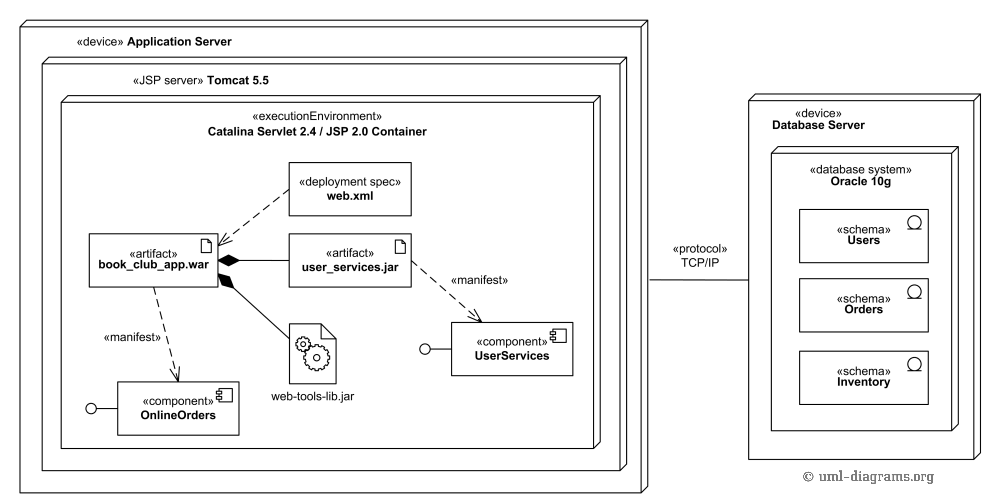 «device» Application Server
«JSP server» Tomcat 5.5
«executionEnvironment»
Catalina Servlet 2.4 / JSP 2.0 Container
«deployment spec»
web.xml
«artifact»
book_club_app.war
«artifact»
user_services.jar
«manifest»
«manifest»
«component»
UserServices
web-tools-lib.jar
«component»
OnlineOrders
«protocol»
TCP/IP
«device»
Database Server
«database system»
Oracle 10g
«schema»
Users
«schema»
Orders
«schema»
Inventory
© uml-diagrams.org